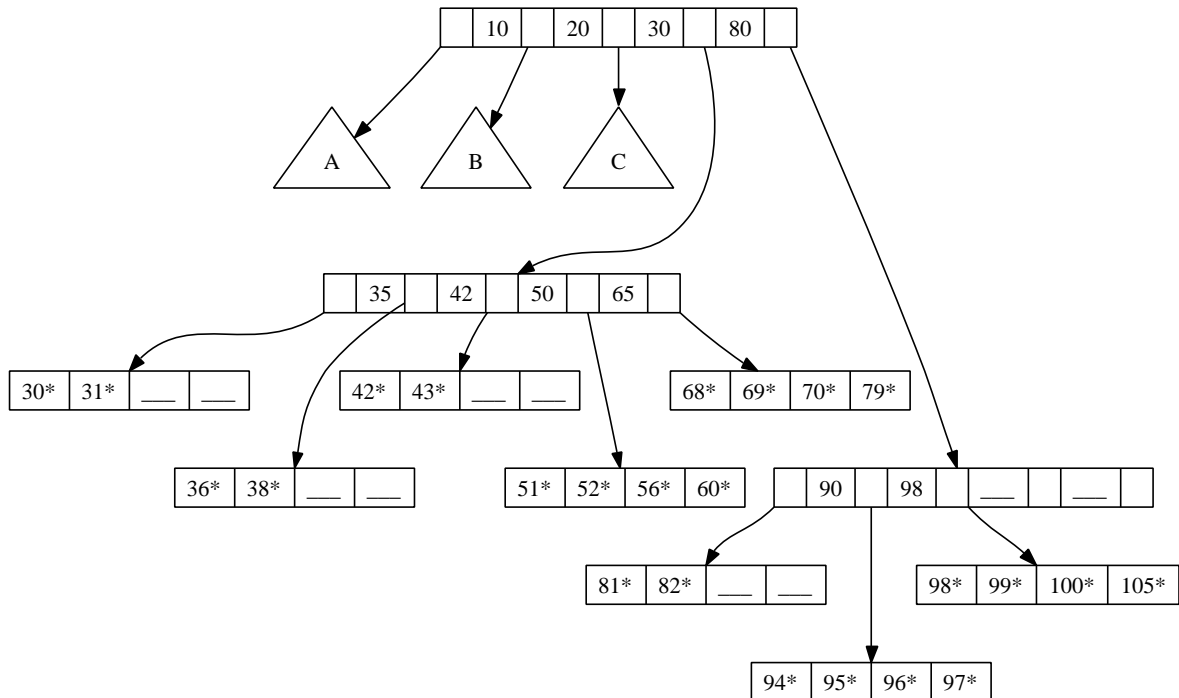 10 20 30 80
A B C
35 42 50 65
30* 31* ___ ___ 42* 43* ___ ___ 68* 69* 70* 79*
36* 38* ___ ___ 51* 52* 56* 60* 90 98 ___ ___
81* 82* ___ ___ 98* 99* 100* 105*
94* 95* 96* 97*